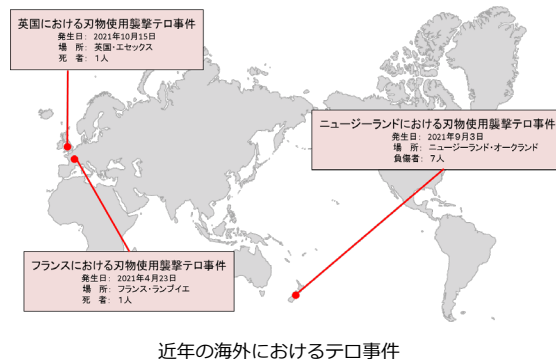 英国における刃物使用襲撃テロ事件
発生日: 2021年10月15日
場 所: 英国・エセックス
死 者: 1人
ニュージーランドにおける刃物使用襲撃テロ事件
発生日: 2021年9月3日
場 所: ニュージーランド・オークランド
負傷者: 7人
フランスにおける刃物使用襲撃テロ事件
発生日: 2021年4月23日
場 所: フランス・ランブイエ
死 者: 1人
近年の海外におけるテロ事件